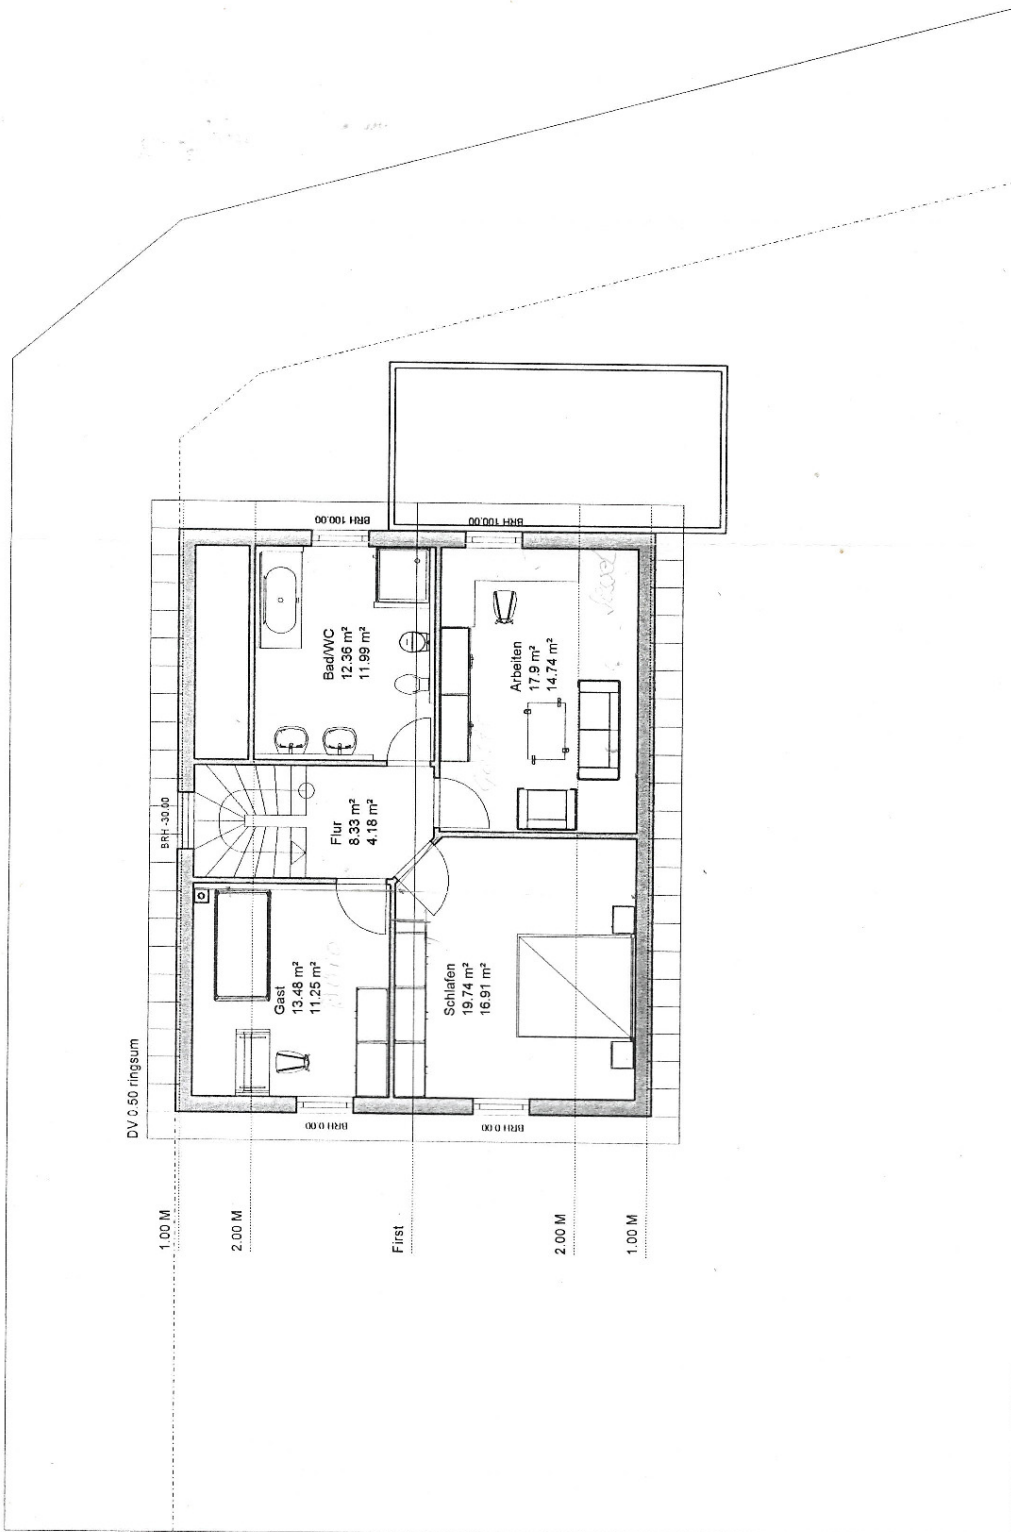 DV 0.50 ringsum
1.00 M
2.00 M
First
2.00 M
1.00 M
BRH -30.00
BRH 100.00
BRH 100.00
BRH 0.00
BRH 0.00
Gast
13.48 m²
11.25 m²
Flur
8.33 m²
4.18 m²
Bad/WC
12.36 m²
11.99 m²
Schlafen
19.74 m²
16.91 m²
Arbeiten
17.9 m²
14.74 m²